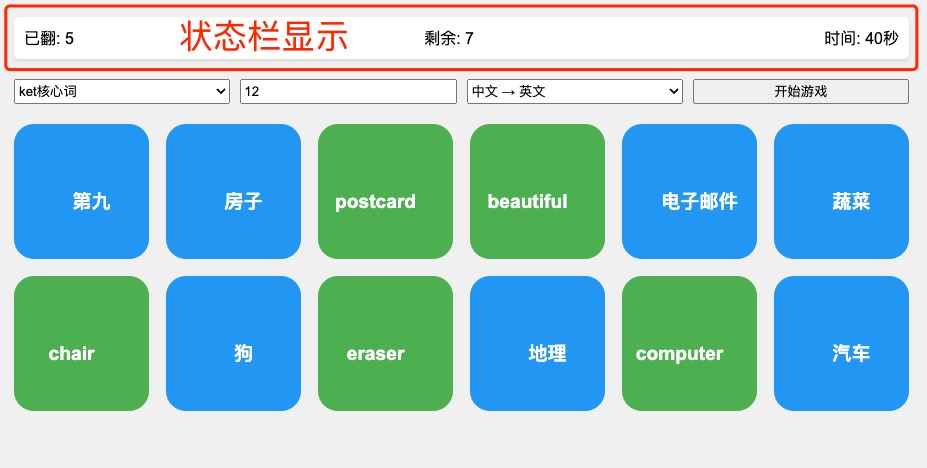 已翻: 5 状态栏显示 剩余: 7 时间: 40秒
ket核心词 12 中文 → 英文 开始游戏
第九 房子 postcard beautiful 电子邮件 蔬菜
chair 狗 eraser 地理 computer 汽车